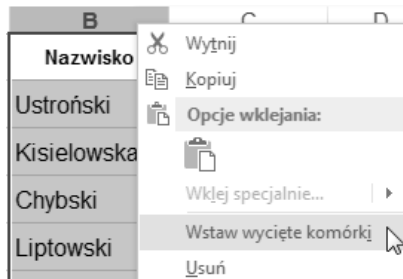 B C D
Nazwisko
Ustroński
Kisielowska
Chybski
Liptowski
Wytnij
Kopiuj
Opcje wklejania:
Wklej specjalnie...
Wstaw wycięte komórki
Usuń